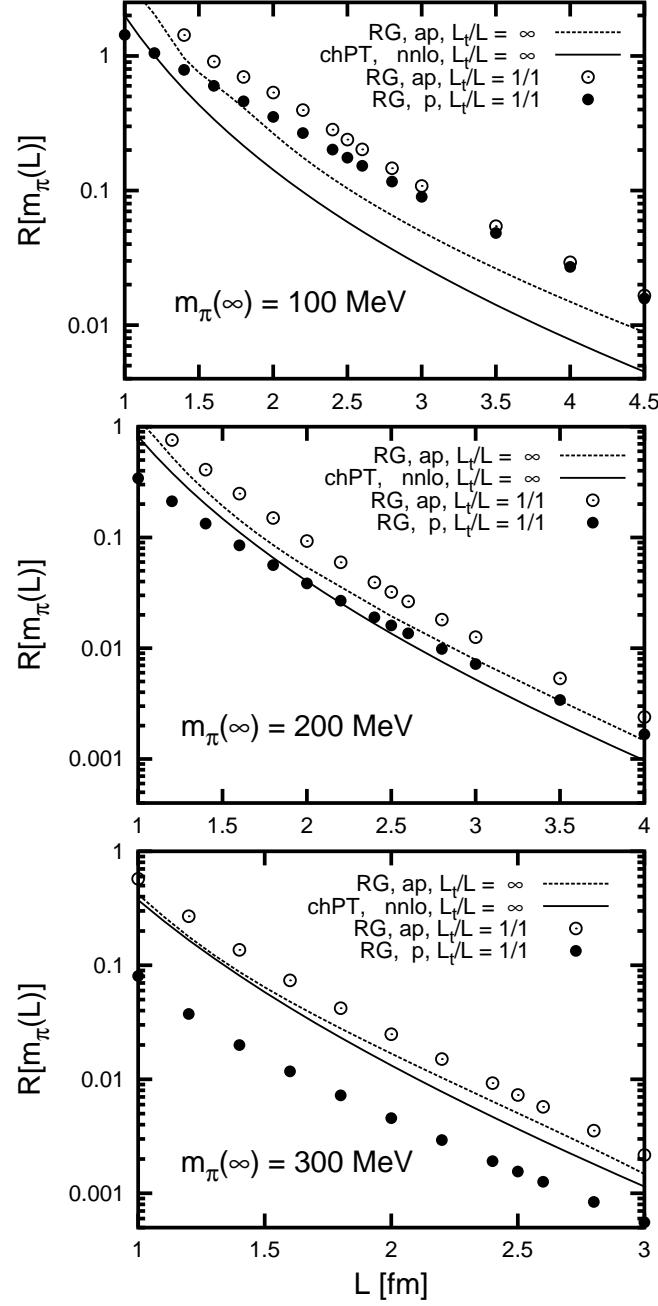 RG, ap, L_t/L = ∞
chPT, nnlo, L_t/L = ∞
RG, ap, L_t/L = 1/1
RG, p, L_t/L = 1/1
1
0.1
0.01
R[m_π(L)]
m_π(∞) = 100 MeV
1 1.5 2 2.5 3 3.5 4 4.5
RG, ap, L_t/L = ∞
chPT, nnlo, L_t/L = ∞
RG, ap, L_t/L = 1/1
RG, p, L_t/L = 1/1
1
0.1
0.01
0.001
R[m_π(L)]
m_π(∞) = 200 MeV
1 1.5 2 2.5 3 3.5 4
RG, ap, L_t/L = ∞
chPT, nnlo, L_t/L = ∞
RG, ap, L_t/L = 1/1
RG, p, L_t/L = 1/1
1
0.1
0.01
0.001
R[m_π(L)]
m_π(∞) = 300 MeV
1 1.5 2 2.5 3
L [fm]